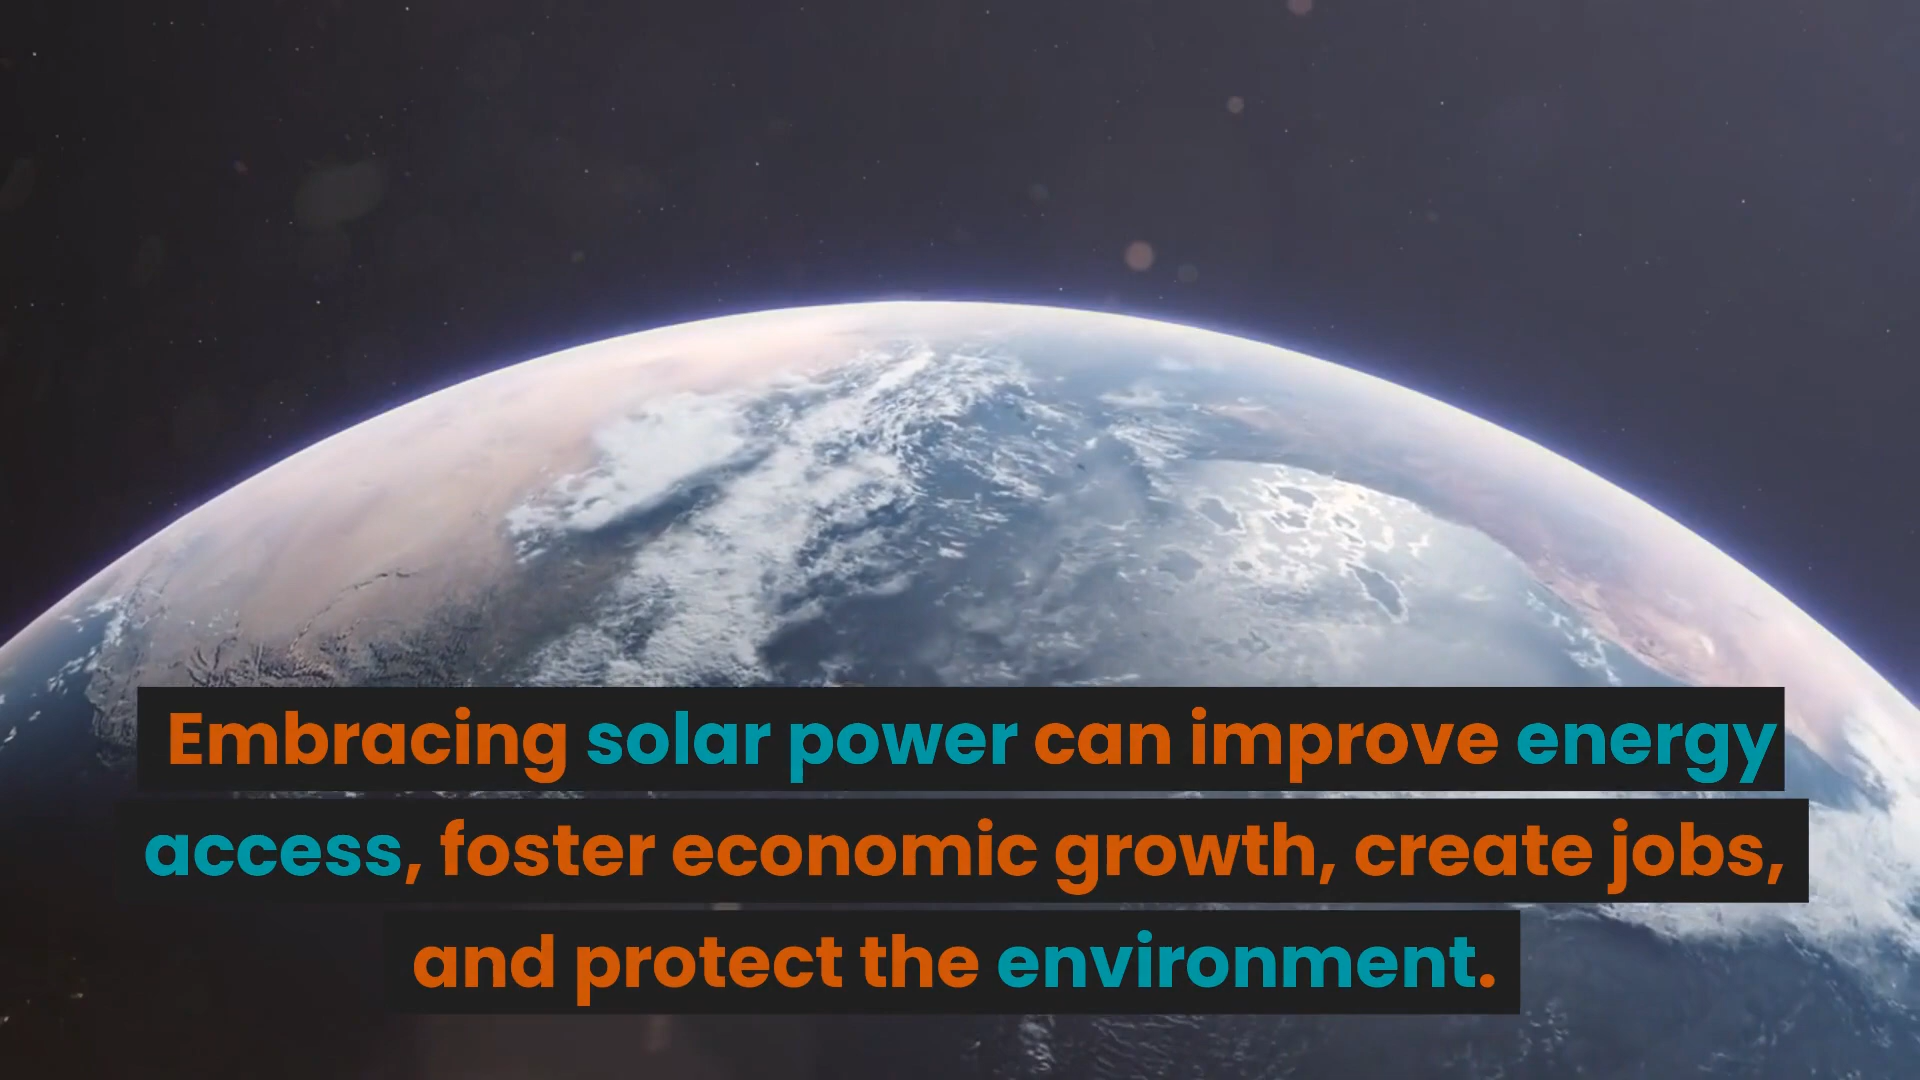 Embracing solar power can improve energy
access, foster economic growth, create jobs,
and protect the environment.